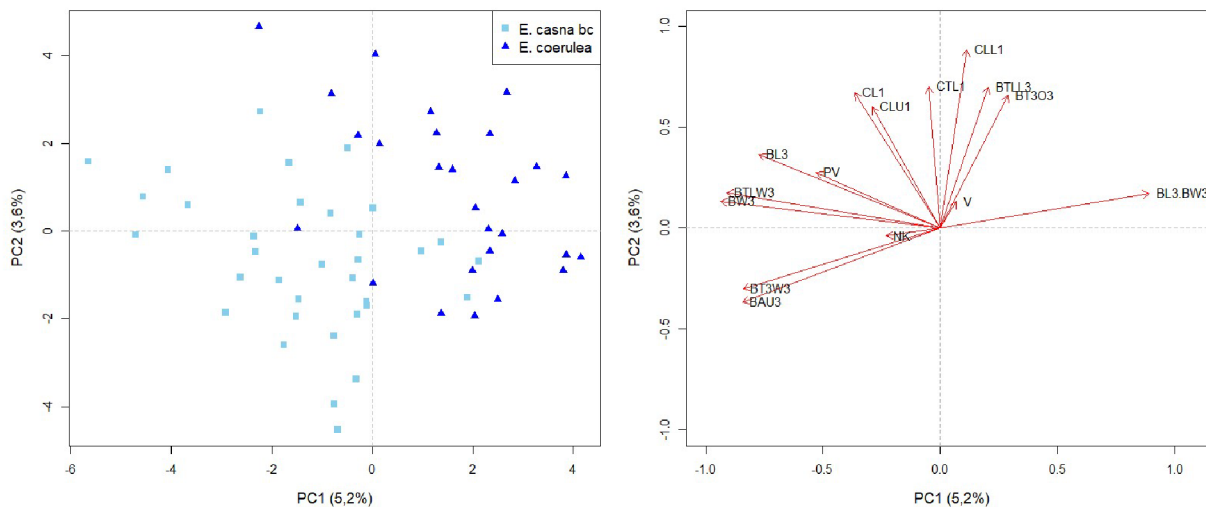 4
2
0
-2
-4
PC2 (3,6%)
E. casna bc
E. coerulea
-6
-4
-2
0
2
4
PC1 (5,2%)
1.0
0.5
0.0
-0.5
-1.0
PC2 (3,6%)
CLL1
CL1
CTL1
BTLL3
BT3O3
CLU1
BL3
PV
BTLW3
BW3
V
BL3.BW3
NK
BT3W3
BAU3
-1.0
-0.5
0.0
0.5
1.0
PC1 (5,2%)